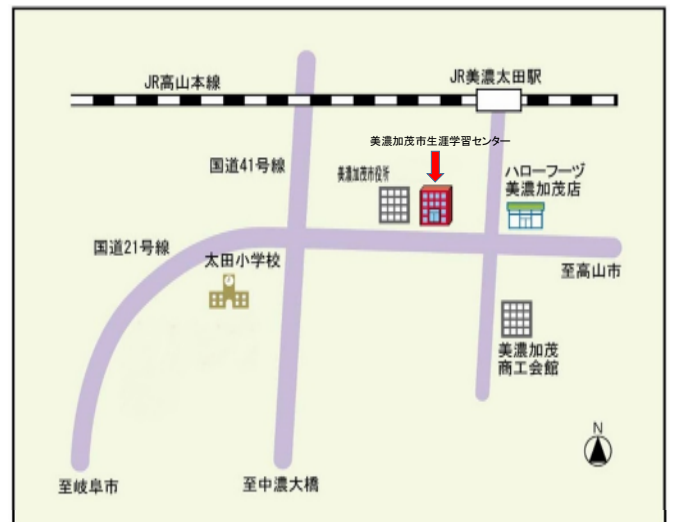 JR高山本線
JR美濃太田駅
美濃加茂市生涯学習センター
国道41号線
美濃加茂市役所
ハローフーヅ
美濃加茂店
国道21号線
太田小学校
至高山市
美濃加茂
商工会館
N
至岐阜市
至中濃大橋